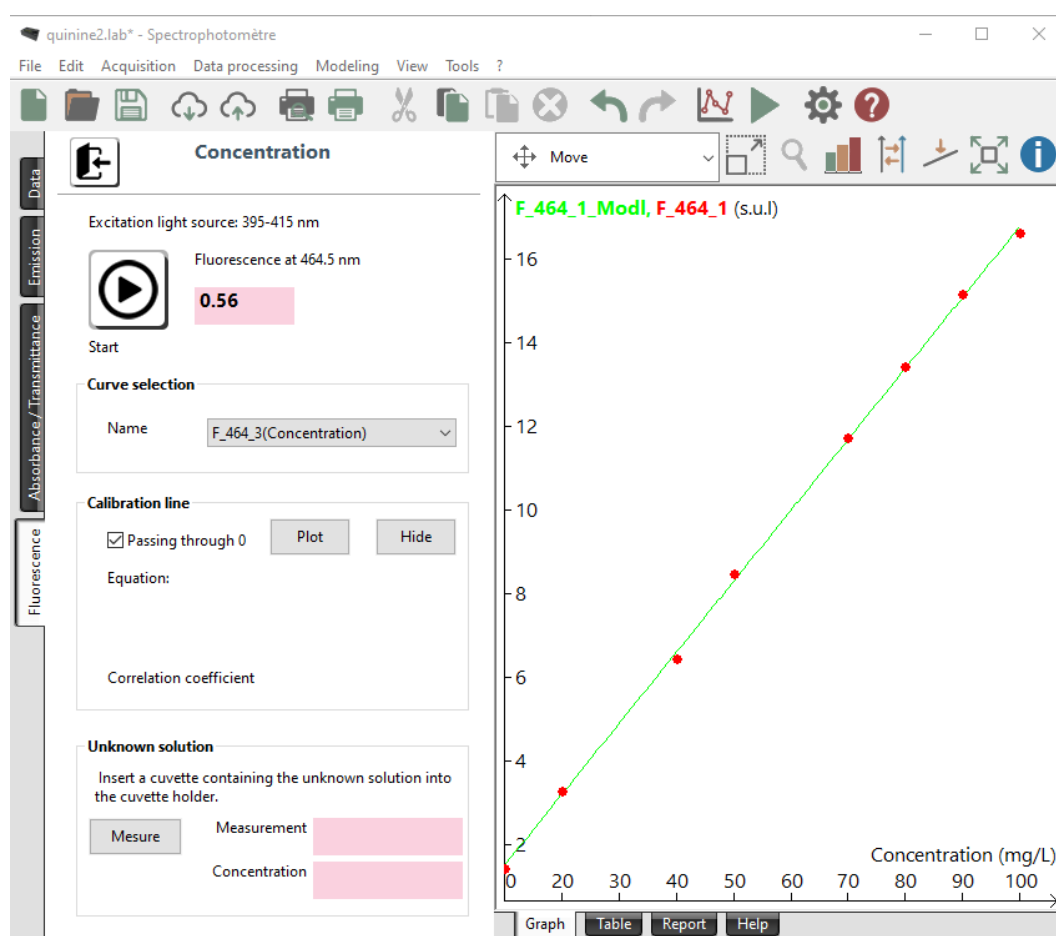 quinine2.lab* - Spectrophotomètre
File Edit Acquisition Data processing Modeling View Tools ?
Concentration
Move
Data
Emission
Absorbance / Transmittance
Fluorescence
Excitation light source: 395-415 nm
Fluorescence at 464.5 nm
0.56
Start
Curve selection
Name F_464_3(Concentration)
Calibration line
Passing through 0 Plot Hide
Equation:
Correlation coefficient
Unknown solution
Insert a cuvette containing the unknown solution into
the cuvette holder.
Mesure Measurement
Concentration
F_464_1_Modl, F_464_1 (s.u.l)
16
14
12
10
8
6
4
2
Concentration (mg/L)
0 20 30 40 50 60 70 80 90 100
Graph Table Report Help